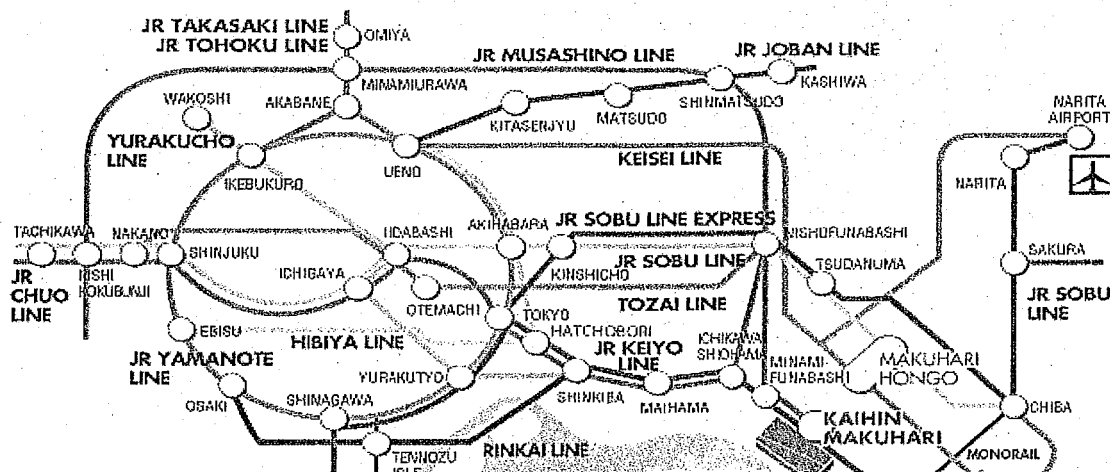 JR TAKASAKI LINE
JR TOHOKU LINE
OMIYA
JR MUSASHINO LINE
JR JOBAN LINE
MINAMIURAWA
KASHIWA
WAKOSHI
AKABANE
SHINMATSUDO
NARITA
AIRPORT
KITASENJYU
MATSUDO
YURAKUCHO
LINE
UENO
KEISEI LINE
NARITA
IKEBUKURO
TACHIKAWA
NAKANO
SHINJUKU
IIDABASHI
AKIHABARA
JR SOBU LINE EXPRESS
NISHIFUNABASHI
KINSHICHO
JR SOBU LINE
SAKURA
JR
CHUO
LINE
ICHIGAYA
TSUDANUMA
OTEMACHI
TOKYO
TOZAI LINE
JR SOBU
LINE
EBISU
HIBIYA LINE
HATCHOBORI
JR KEIYO
LINE
ICHIKAWA
SHIOHAMA
MINAMI
FUNABASHI
MAKUHARI
HONGO
JR YAMANOTE
LINE
YURAKUTYO
OSAKI
SHINAGAWA
SHINKIBA
MAIHAMA
KAIHIN
MAKUHARI
CHIBA
TENNOZU
RINKAI LINE
MONORAIL